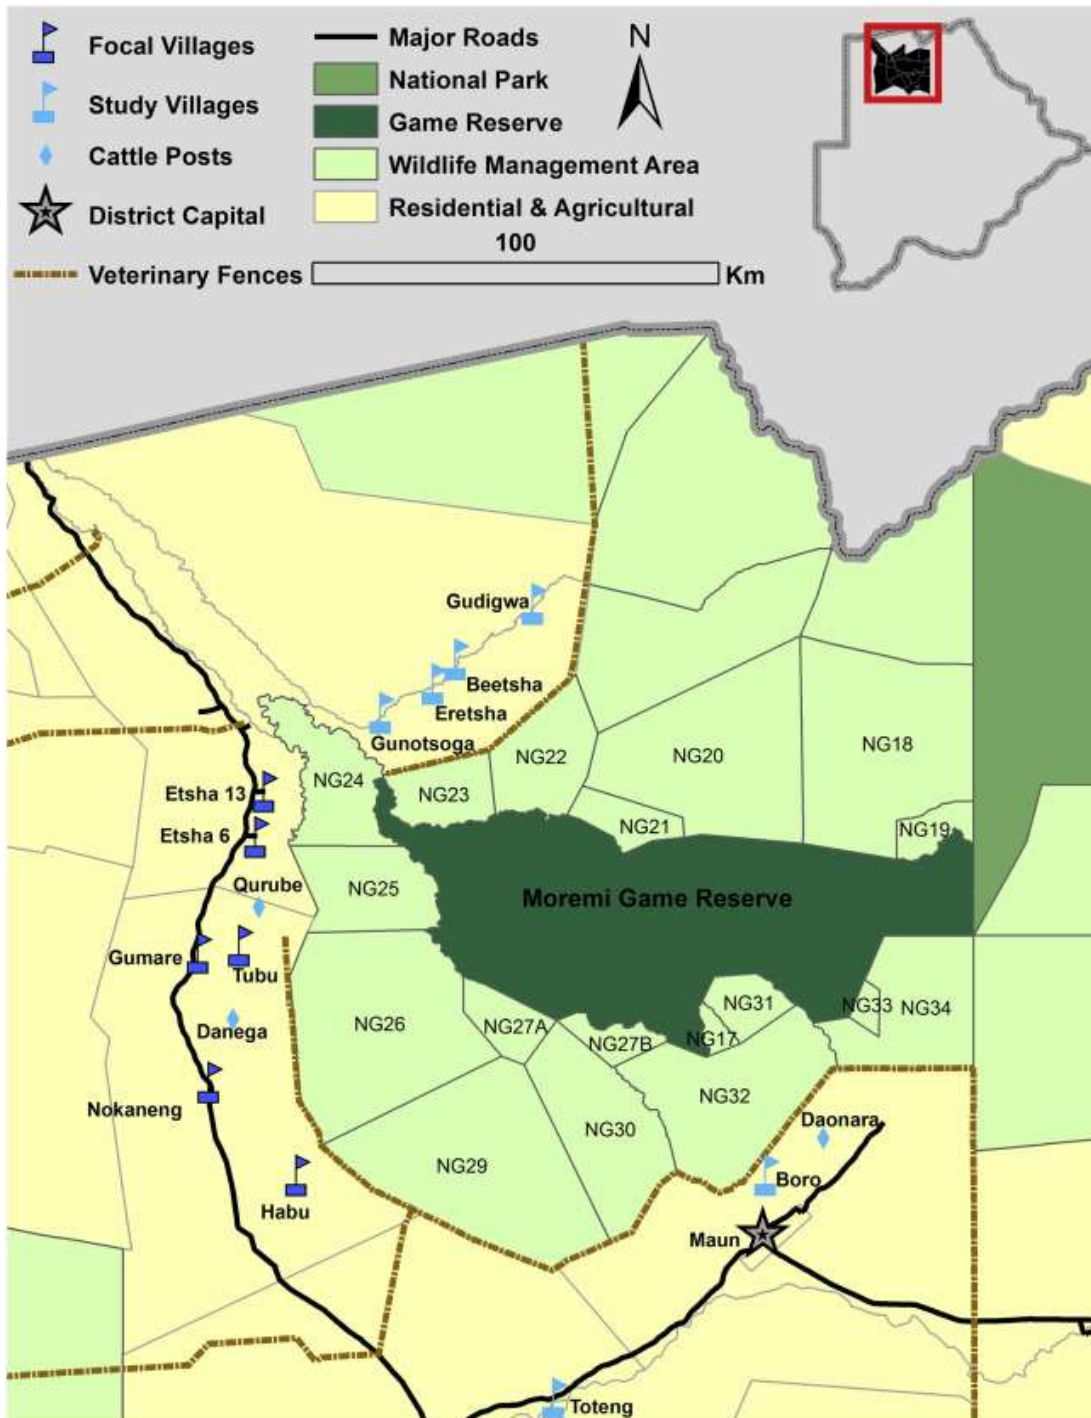 Focal Villages
Study Villages
Cattle Posts
District Capital
Veterinary Fences
Major Roads
National Park
Game Reserve
Wildlife Management Area
Residential & Agricultural
100
Km
N
Gudigwa
Beetsha
Eretsha
Gunotsoga
NG24
NG23
NG22
NG20
NG18
NG21
NG19
Etsha 13
Etsha 6
Qurube
NG25
Moremi Game Reserve
Gumare
Tubu
Danega
NG26
NG27A
NG27B
NG17
NG31
NG33
NG34
Nokaneng
NG32
NG30
NG29
Daonara
Boro
Habu
Maun
Toteng